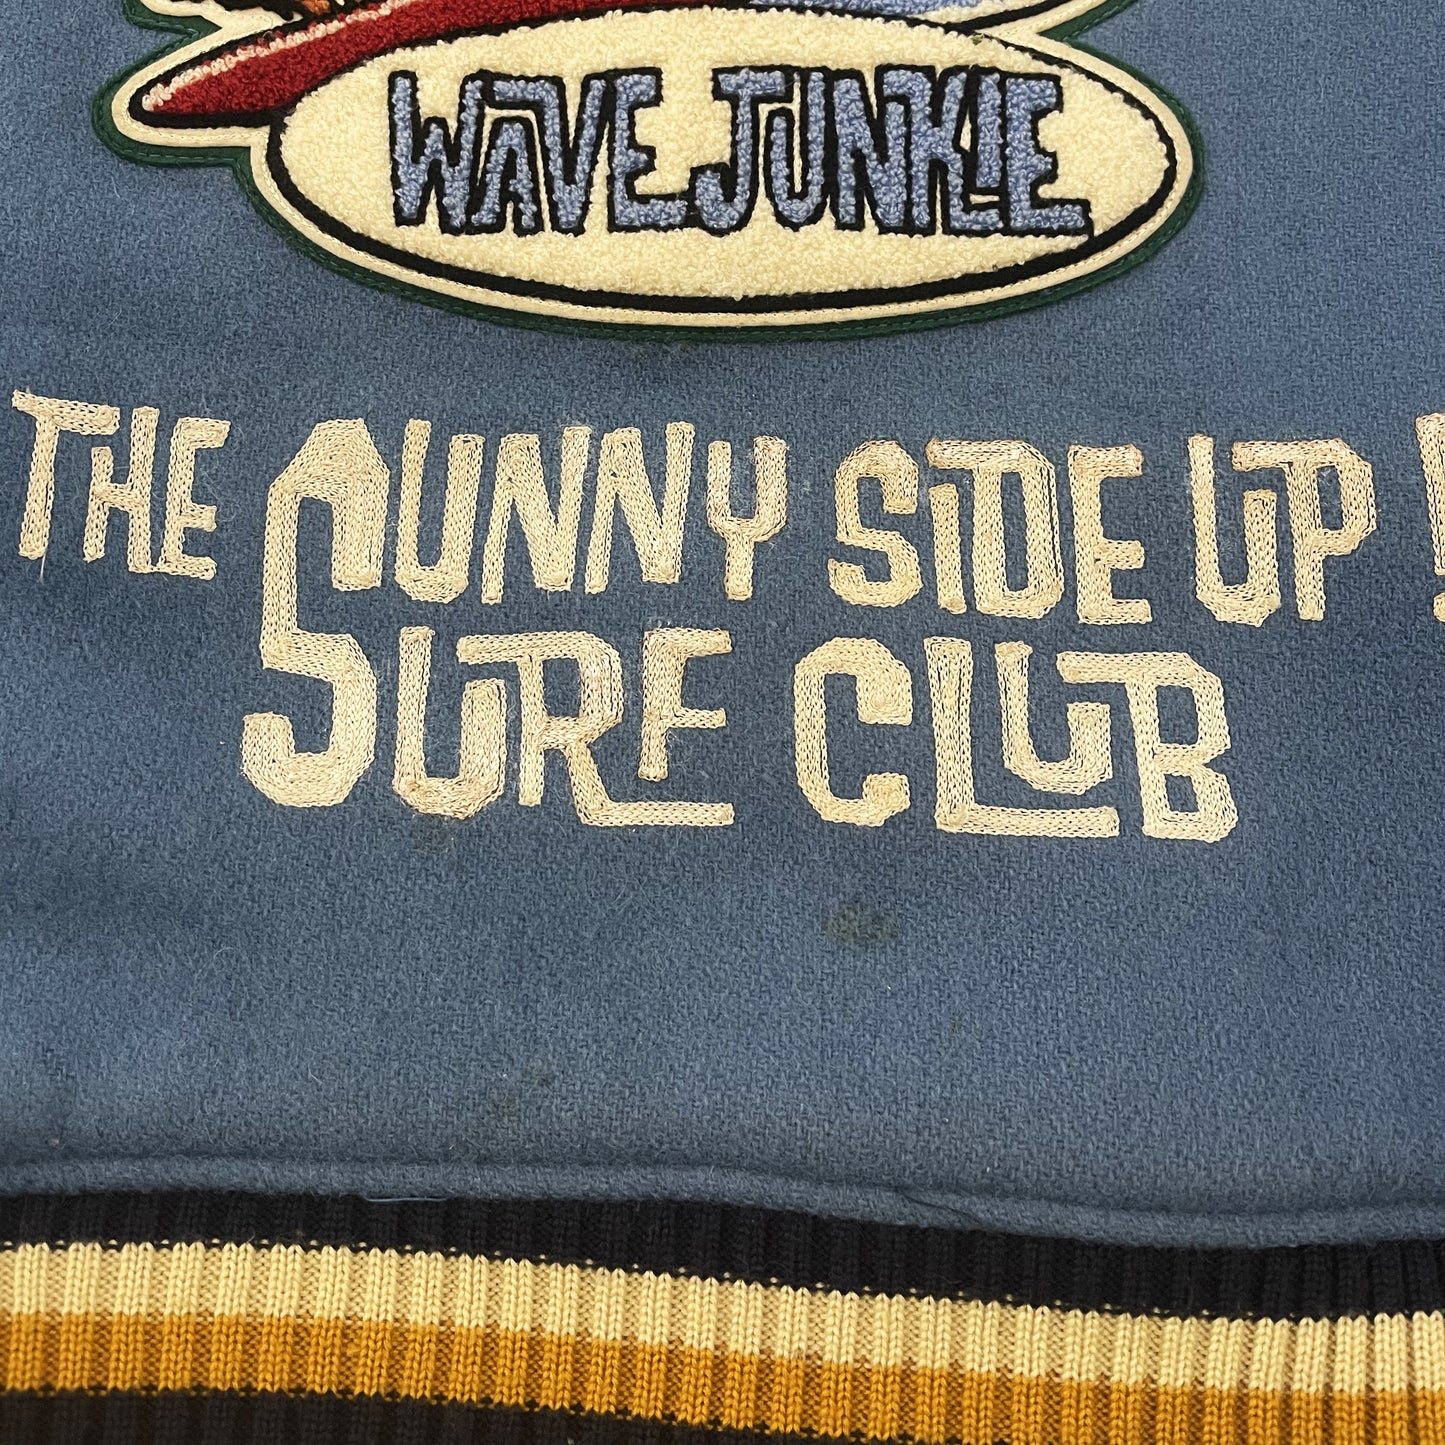 WAVE JUNKIE
THE SUNNY SIDE UP!
SURF CLUB